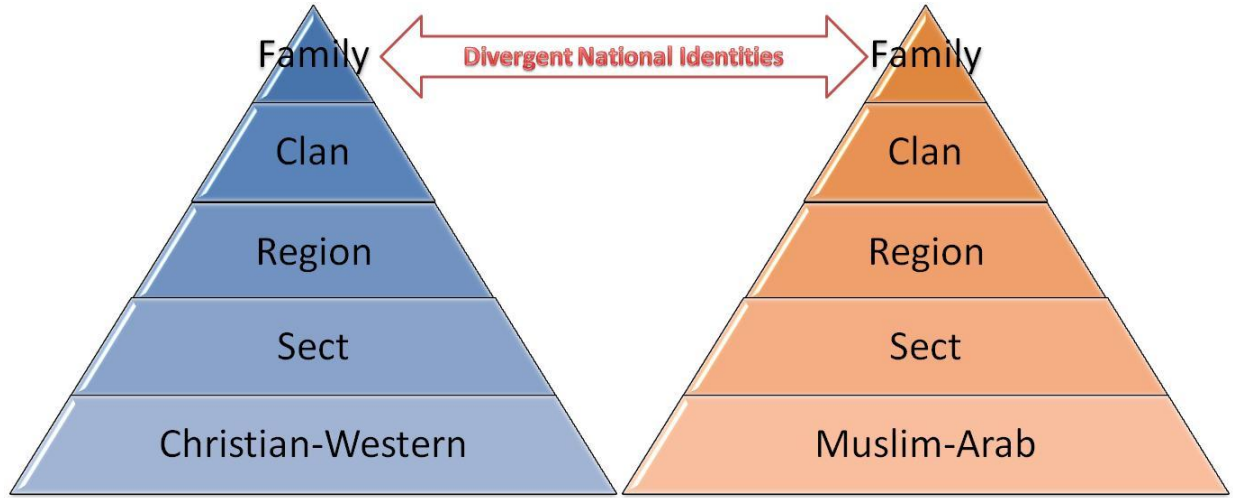 Family
Divergent National Identities
Family
Clan
Clan
Region
Region
Sect
Sect
Christian-Western
Muslim-Arab